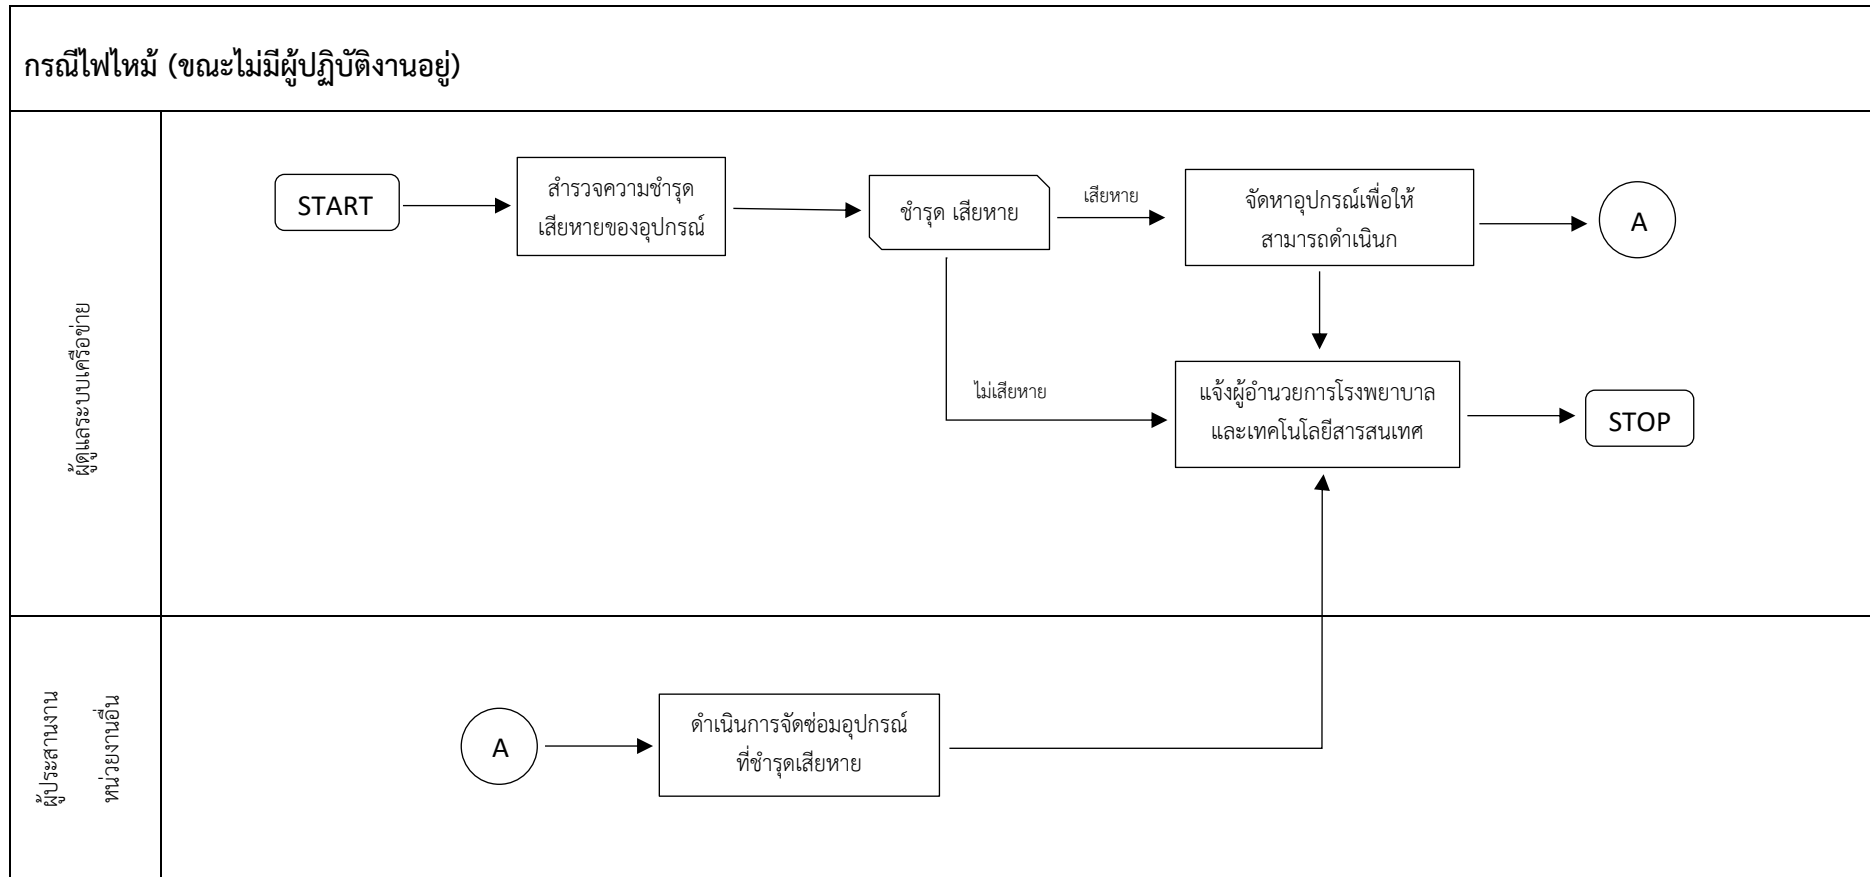 กรณีไฟไหม้ (ขณะไม่มีผู้ปฏิบัติงานอยู่)
ผู้ดูแลระบบเครือข่าย
START
สำรวจความชำรุด
เสียหายของอุปกรณ์
ชำรุด เสียหาย
เสียหาย
จัดหาอุปกรณ์เพื่อให้
สามารถดำเนินก
A
ไม่เสียหาย
แจ้งผู้อำนวยการโรงพยาบาล
และเทคโนโลยีสารสนเทศ
STOP
ผู้ประสานงาน
หน่วยงานอื่น
A
ดำเนินการจัดซ่อมอุปกรณ์
ที่ชำรุดเสียหาย